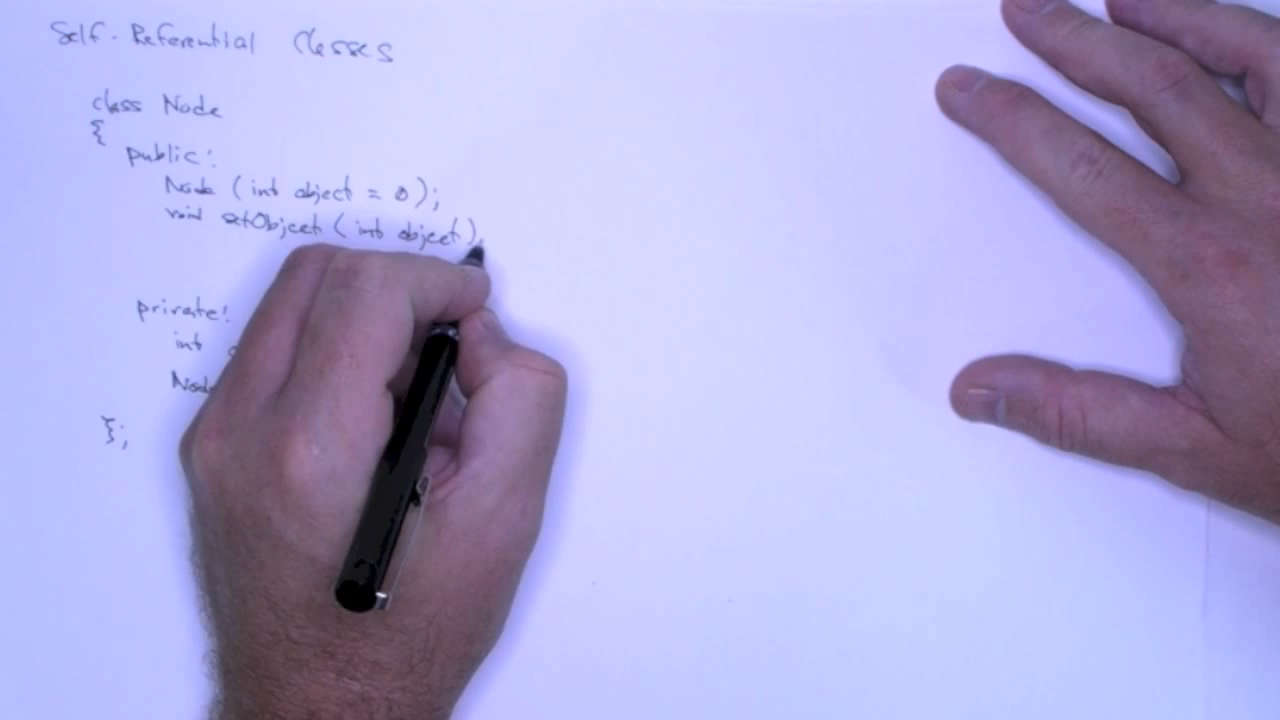 Self-Referential Classes
class Node
{
public:
Node (int object = 0);
void setObject (int object)
private:
int
};